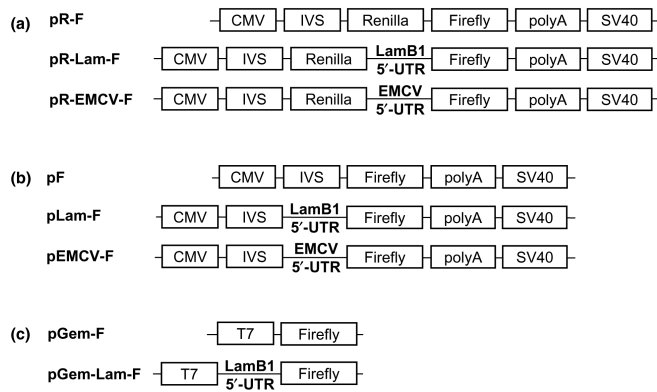 (a) pR-F CMV IVS Renilla Firefly polyA SV40
pR-Lam-F CMV IVS Renilla LamB1 5′-UTR Firefly polyA SV40
pR-EMCV-F CMV IVS Renilla EMCV 5′-UTR Firefly polyA SV40
(b) pF CMV IVS Firefly polyA SV40
pLam-F CMV IVS LamB1 5′-UTR Firefly polyA SV40
pEMCV-F CMV IVS EMCV 5′-UTR Firefly polyA SV40
(c) pGem-F T7 Firefly
pGem-Lam-F T7 LamB1 5′-UTR Firefly